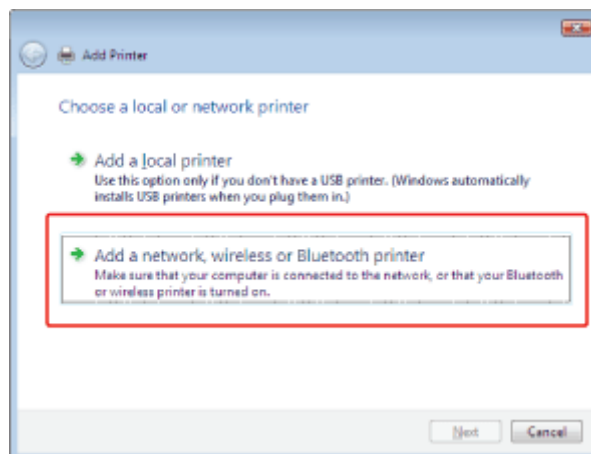 Add Printer
Choose a local or network printer
Add a local printer
Use this option only if you don't have a USB printer. (Windows automatically
installs USB printers when you plug them in.)
Add a network, wireless or Bluetooth printer
Make sure that your computer is connected to the network, or that your Bluetooth
or wireless printer is turned on.
Next
Cancel